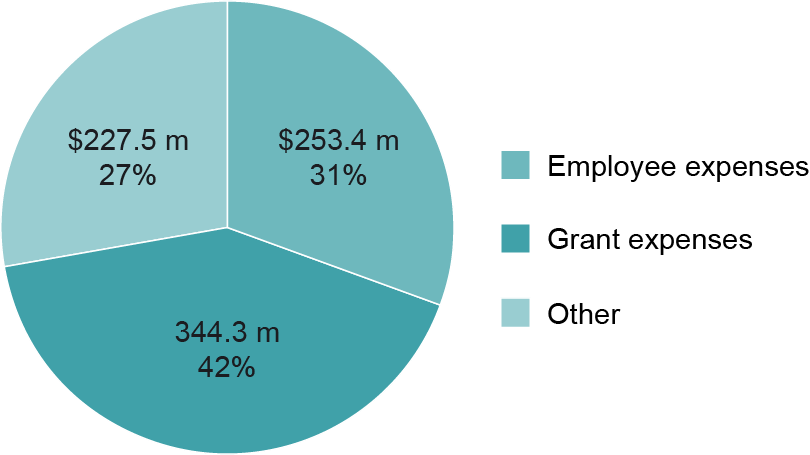 $227.5 m
27%
$253.4 m
31%
344.3 m
42%
Employee expenses
Grant expenses
Other